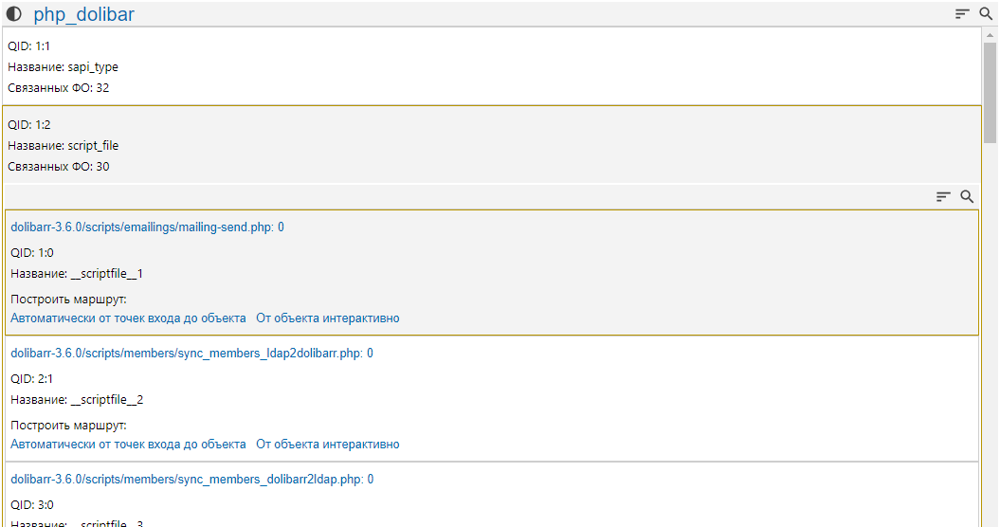 php_dolibar
QID: 1:1
Название: sapi_type
Связанных ФО: 32
QID: 1:2
Название: script_file
Связанных ФО: 30
dolibarr-3.6.0/scripts/emailings/mailing-send.php: 0
QID: 1:0
Название: __scriptfile__1
Построить маршрут:
Автоматически от точек входа до объекта От объекта интерактивно
dolibarr-3.6.0/scripts/members/sync_members_ldap2dolibarr.php: 0
QID: 2:1
Название: __scriptfile__2
Построить маршрут:
Автоматически от точек входа до объекта От объекта интерактивно
dolibarr-3.6.0/scripts/members/sync_members_dolibarr2ldap.php: 0
QID: 3:0
Название: __scriptfile__3